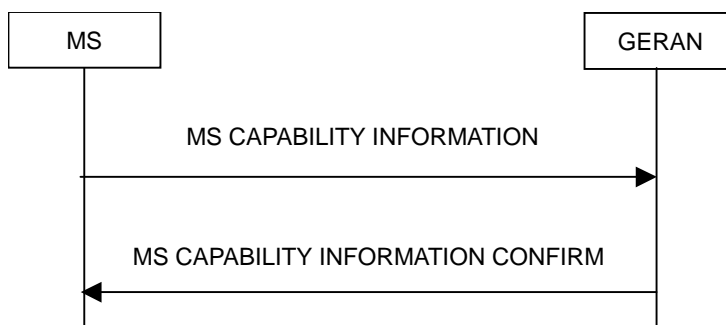 MS
GERAN
MS CAPABILITY INFORMATION
MS CAPABILITY INFORMATION CONFIRM